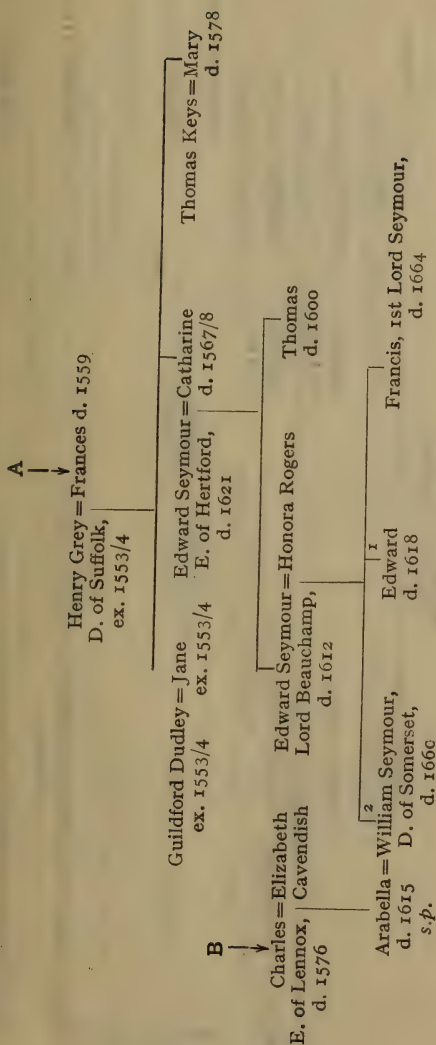 A
Henry Grey = Frances d. 1559
D. of Suffolk,
ex. 1553/4
Guildford Dudley = Jane
ex. 1553/4 ex. 1553/4
Edward Seymour = Catharine
E. of Hertford, d. 1567/8
d. 1621
Thomas Keys = Mary
d. 1578
B
Charles = Elizabeth
E. of Lennox, Cavendish
d. 1576
Edward Seymour = Honora Rogers
Lord Beauchamp,
d. 1612
Thomas
d. 1600
2
1
Arabella = William Seymour,
d. 1615 D. of Somerset,
s.p. d. 1660
Edward
d. 1618
Francis, 1st Lord Seymour,
d. 1664